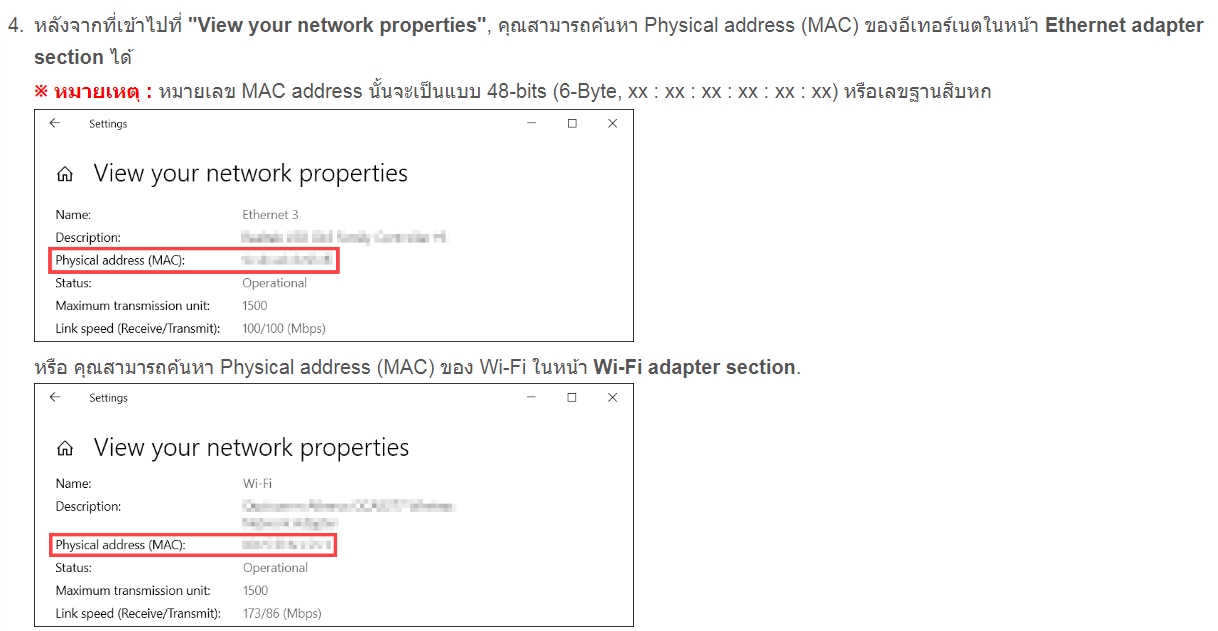 4. หลังจากที่เข้าไปที่ "View your network properties", คุณสามารถค้นหา Physical address (MAC) ของอีเทอร์เนตในหน้า Ethernet adapter
section ได้
※ หมายเหตุ : หมายเลข MAC address นั้นจะเป็นแบบ 48-bits (6-Byte, xx : xx : xx : xx : xx : xx) หรือเลขฐานสิบหก
← Settings
View your network properties
Name: Ethernet 3
Description:
Physical address (MAC):
Status: Operational
Maximum transmission unit: 1500
Link speed (Receive/Transmit): 100/100 (Mbps)
หรือ คุณสามารถค้นหา Physical address (MAC) ของ Wi-Fi ในหน้า Wi-Fi adapter section.
← Settings
View your network properties
Name: Wi-Fi
Description:
Physical address (MAC):
Status: Operational
Maximum transmission unit: 1500
Link speed (Receive/Transmit): 173/86 (Mbps)